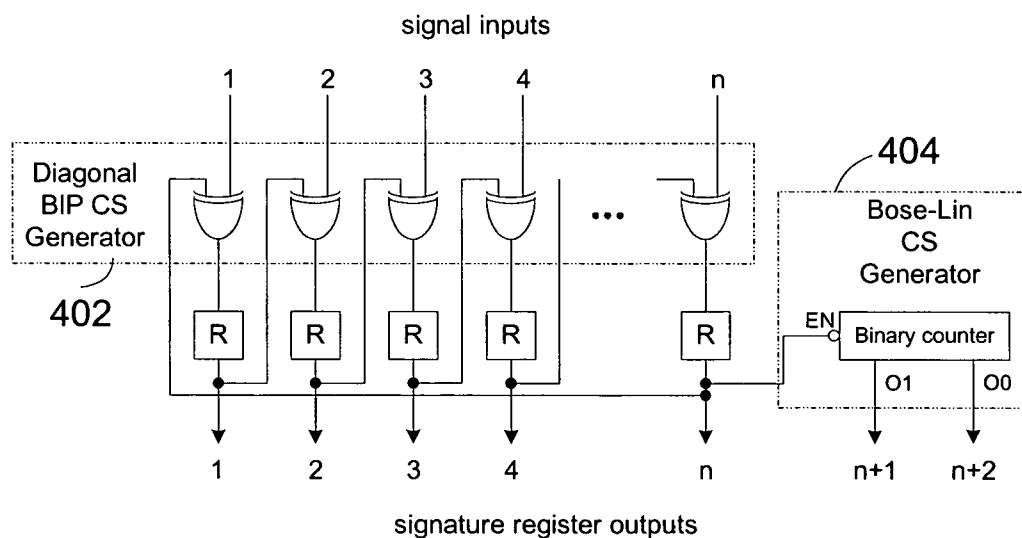 signal inputs
1 2 3 4 n
404
Diagonal
BIP CS
Generator
...
Bose-Lin
CS
Generator
402
R R R R R
EN
Binary counter
O1 O0
1 2 3 4 n n+1 n+2
signature register outputs